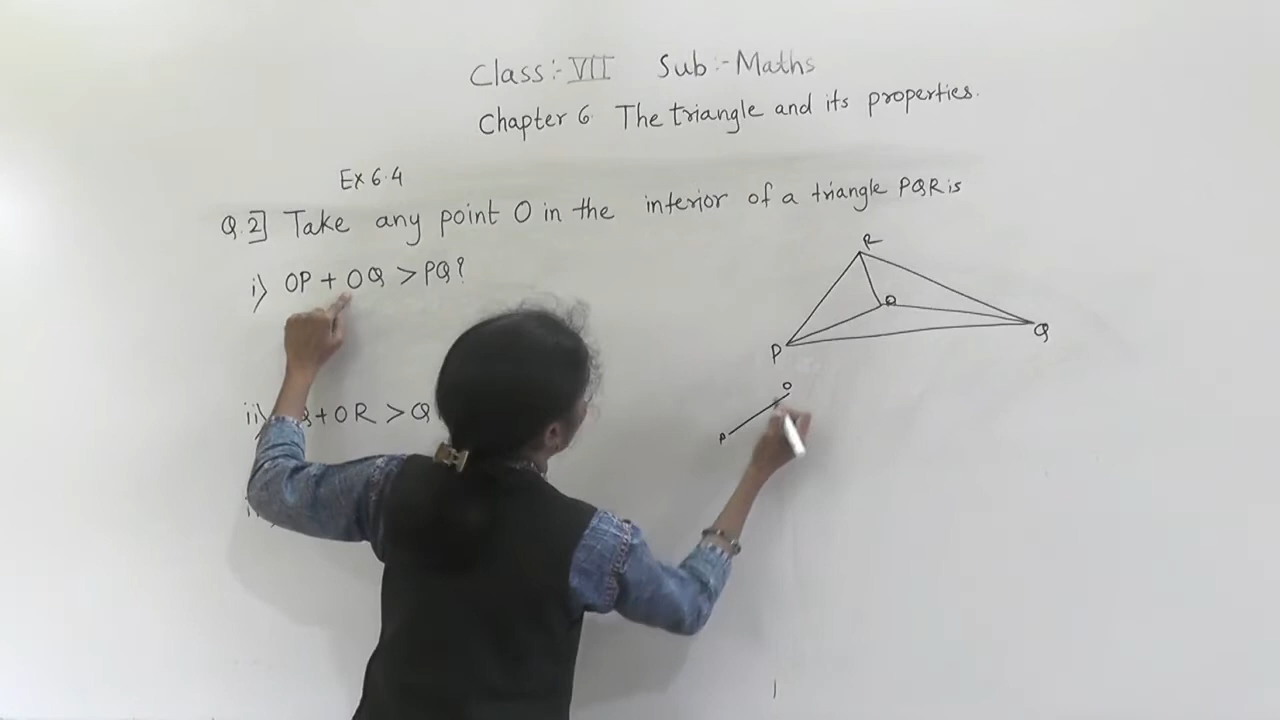 Class:- VII Sub:- Maths
Chapter 6 The triangle and its properties.
Ex 6.4
Q.2] Take any point O in the interior of a triangle PQR is
i) OP + OQ > PQ?
ii) + OR > Q
R
O
P
Q
O
P